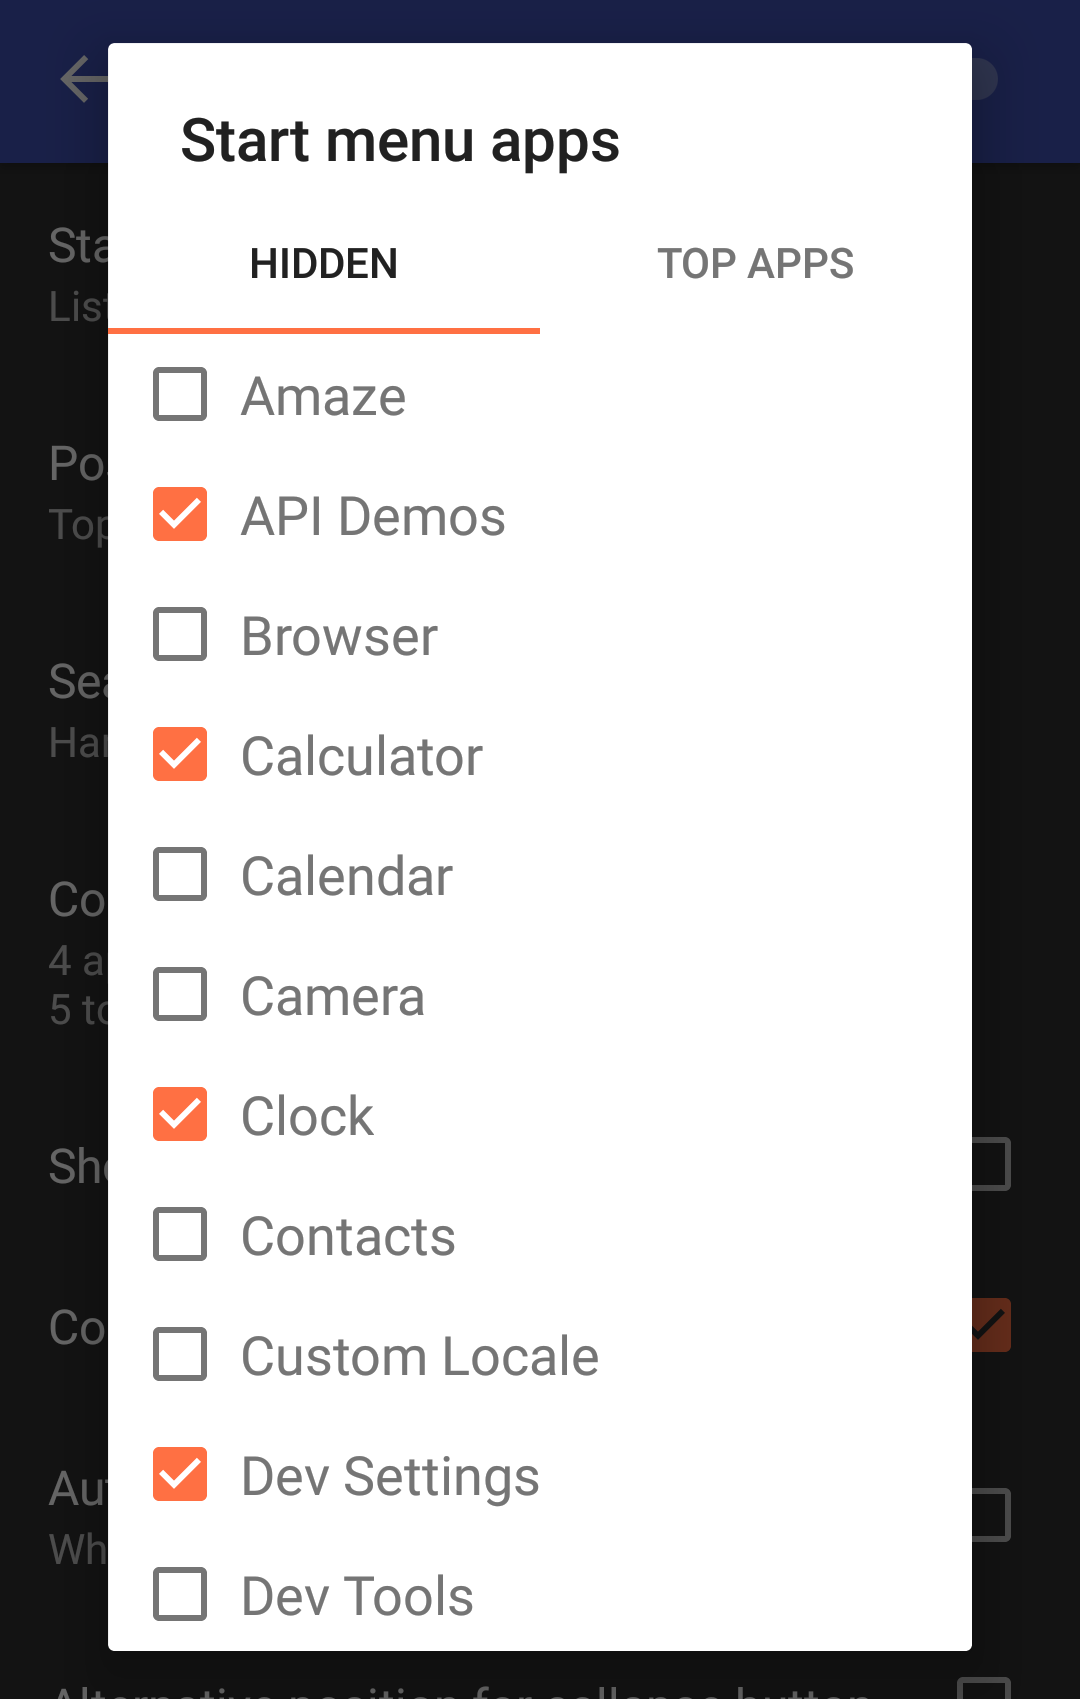 Start menu apps
HIDDEN
TOP APPS
Amaze
API Demos
Browser
Calculator
Calendar
Camera
Clock
Contacts
Custom Locale
Dev Settings
Dev Tools
4 a